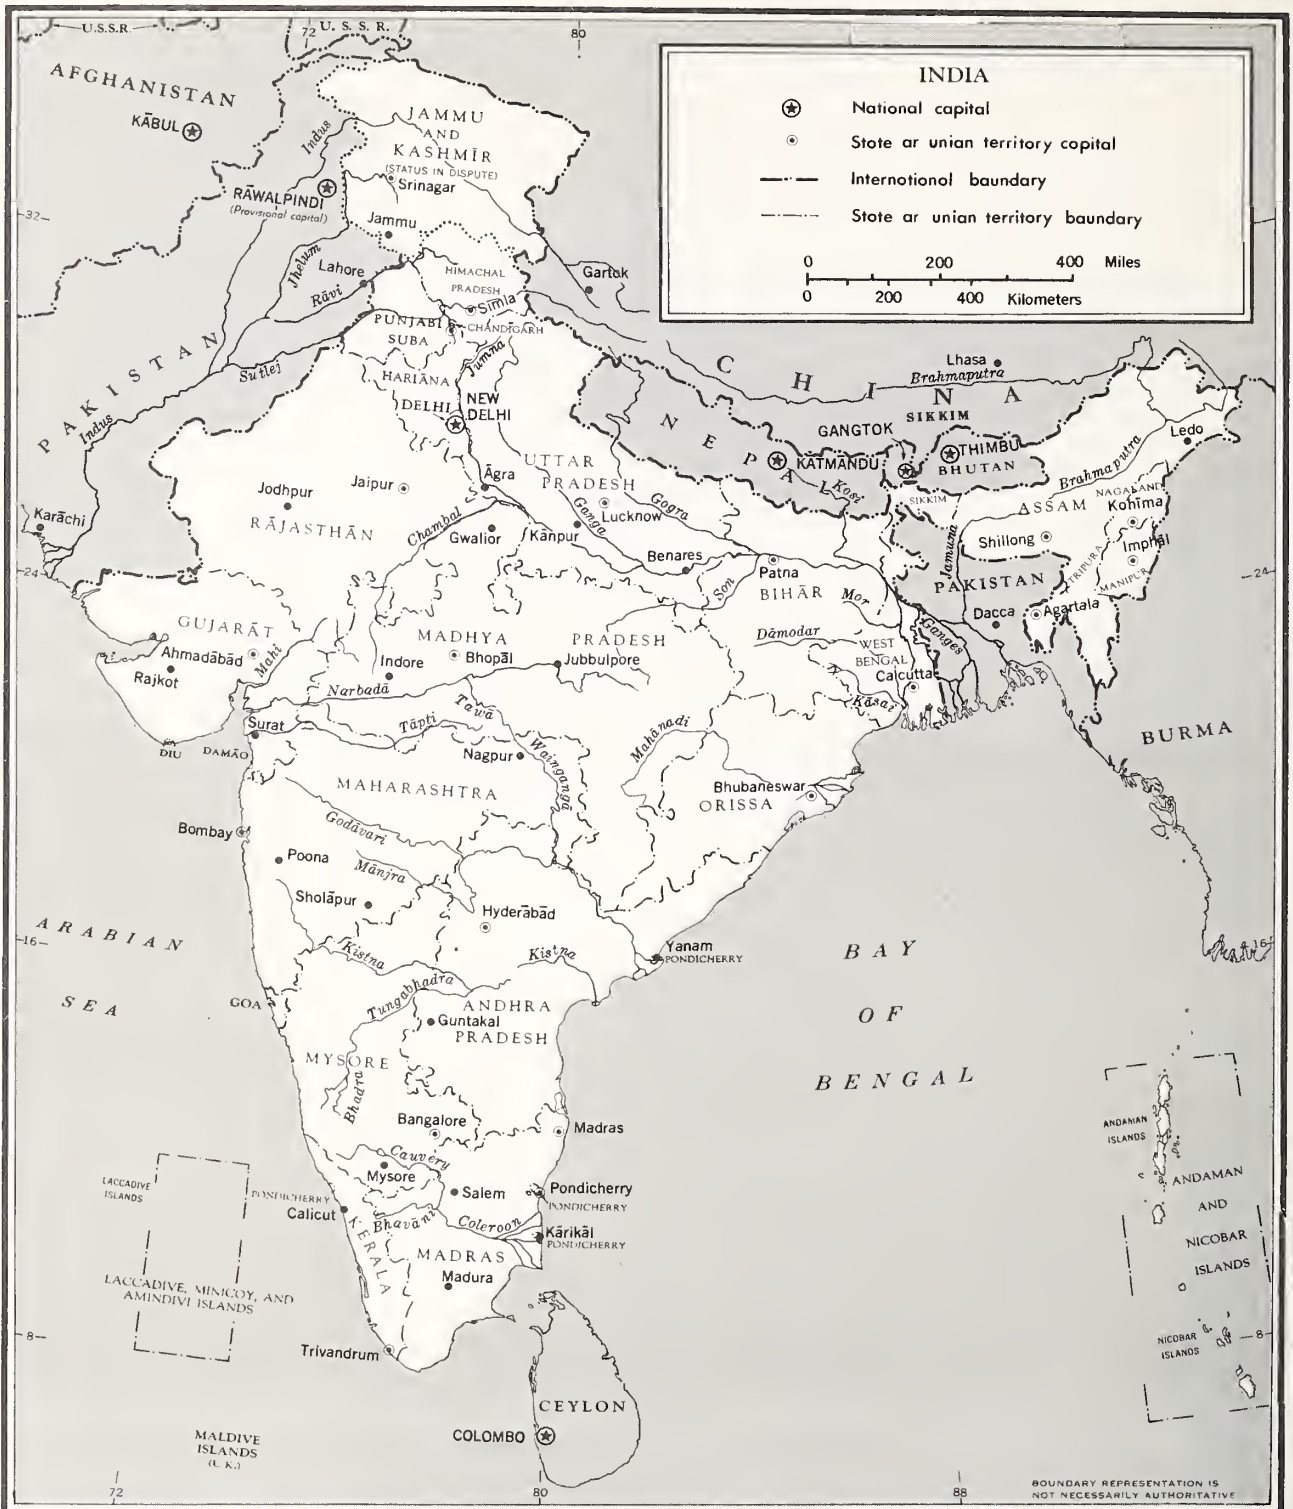 U.S.S.R.
72 U. S. S. R.
80
AFGHANISTAN
KĀBUL
Indus
JAMMU
AND
KASHMĪR
(STATUS IN DISPUTE)
Srinagar
RĀWALPINDI
(Provisional capital)
32
Jammu
INDIA
National capital
State ar unian territory copital
Internotionol baundary
State ar unian territory baundary
0 200 400 Miles
0 200 400 Kilometers
Jhelum
Lahore
Rāvi
HIMACHAL
PRADESH
Simla
Gartok
PUNJABI
SUBA
CHANDIGARH
PAKISTAN
Sutlej
Indus
Jumna
HARIĀNA
DELHI
NEW
DELHI
CHINA
Lhasa
Brahmaputra
SIKKIM
GANGTOK
THIMBU
BHUTAN
NEPAL
KĀTMĀNDU
Kosi
Ledo
Brahmaputra
NAGALAND
ASSAM
Kohīma
SIKKIM
Āgra
UTTAR
PRADESH
Jaipur
Jodhpur
RĀJASTHĀN
Karāchi
Chambal
Gwalior
Kānpur
Ganga
Lucknow
Gogra
Benares
Patna
Son
BIHĀR
Mor
Jamuna
Shillong
Imphāl
TRIPURA
MANIPUR
PAKISTAN
Dacca
Agartala
24
24
GUJARĀT
Ahmadābād
Mahi
Rajkot
MADHYA
PRADESH
Indore
Bhopāl
Jubbulpore
Dāmodar
WEST
BENGAL
Ganges
Calcutta
Kāsai
Narbadā
Tāpti
Tawā
Surat
DIU
DAMÃO
Nagpur
Waingangā
Mahānadi
BURMA
MAHARASHTRA
Bhubaneswar
ORISSA
Bombay
Godāvari
Poona
Mānjra
Sholāpur
Hyderābād
ARABIAN
SEA
16
16
Kistna
Kistna
Yanam
PONDICHERRY
BAY
OF
BENGAL
GOA
Tungabhadra
ANDHRA
PRADESH
Guntakal
MYSORE
Bhadra
Bangalore
Madras
ANDAMAN
ISLANDS
Cauvery
Mysore
Salem
Pondicherry
PONDICHERRY
LACCADIVE
ISLANDS
PONDICHERRY
Calicut
Bhavāni
Coleroon
Kārikāl
PONDICHERRY
ANDAMAN
AND
NICOBAR
ISLANDS
KERALA
MADRAS
Madura
LACCADIVE, MINICOY, AND
AMINDIVI ISLANDS
8
8
Trivandrum
NICOBAR
ISLANDS
CEYLON
COLOMBO
MALDIVE
ISLANDS
(U.K.)
72
80
88
BOUNDARY REPRESENTATION IS
NOT NECESSARILY AUTHORITATIVE